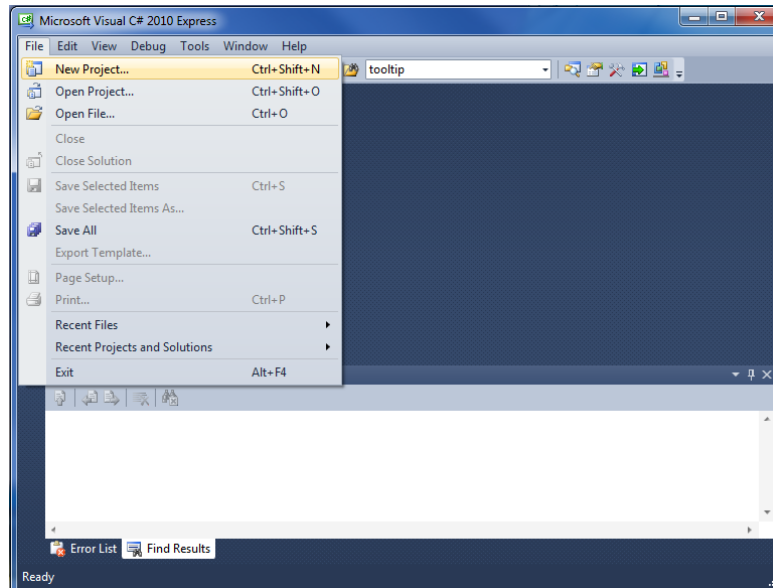 Microsoft Visual C# 2010 Express
File Edit View Debug Tools Window Help
New Project... Ctrl+Shift+N
tooltip
Open Project... Ctrl+Shift+O
Open File... Ctrl+O
Close
Close Solution
Save Selected Items Ctrl+S
Save Selected Items As...
Save All Ctrl+Shift+S
Export Template...
Page Setup...
Print... Ctrl+P
Recent Files
Recent Projects and Solutions
Exit Alt+F4
Error List Find Results
Ready